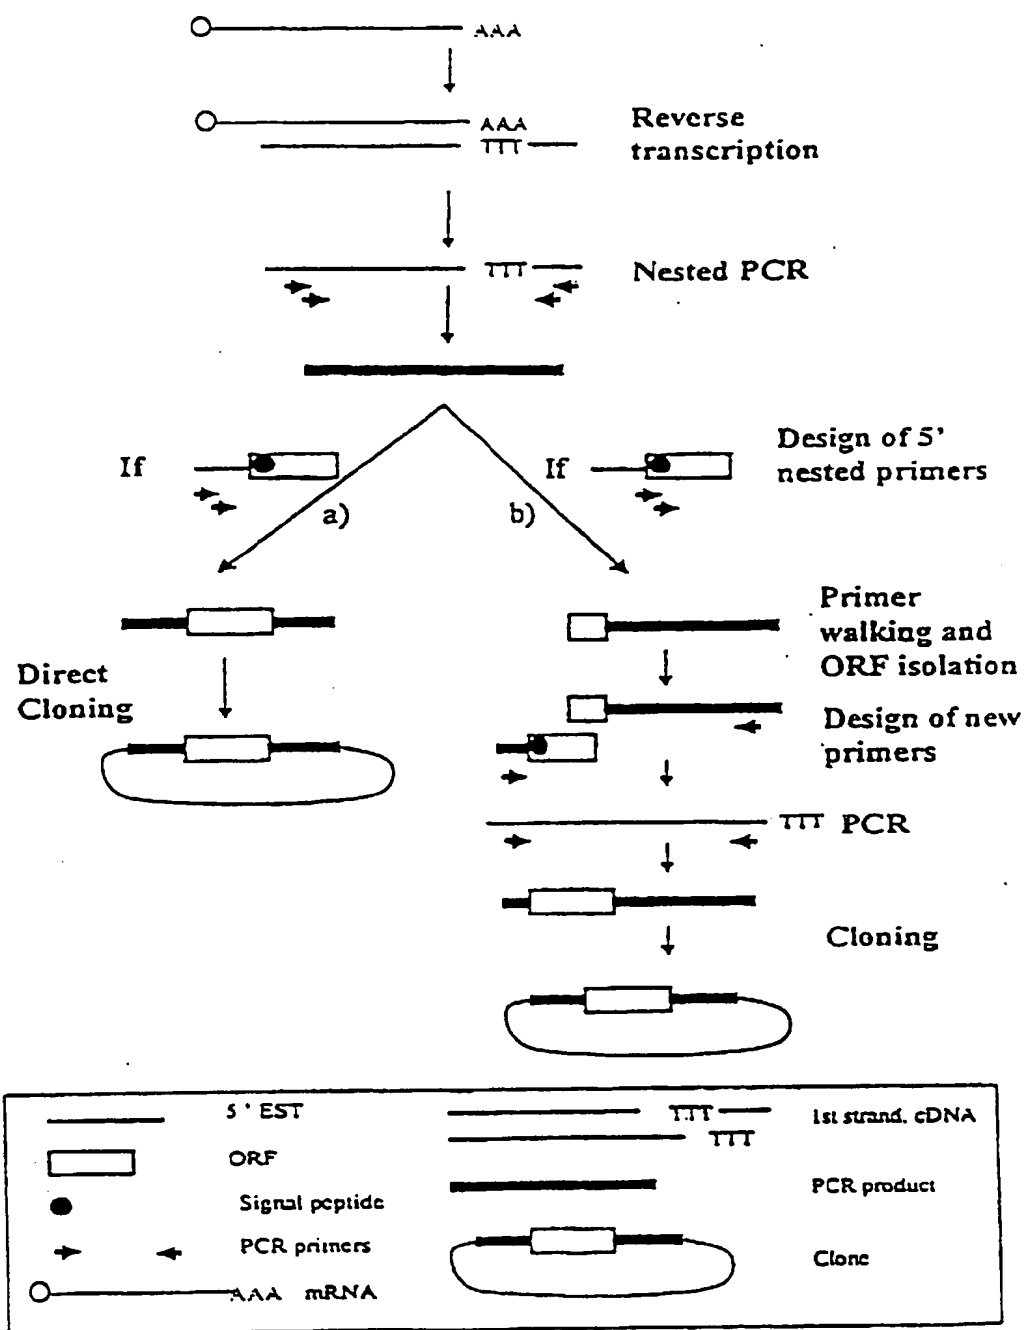 AAA
AAA
TTT
Reverse
transcription
TTT
Nested PCR
If
If
Design of 5'
nested primers
a)
b)
Primer
walking and
ORF isolation
Direct
Cloning
Design of new
primers
TTT PCR
Cloning
5' EST
TTT
TTT
1st strand. cDNA
ORF
PCR product
Signal peptide
PCR primers
Clone
AAA mRNA